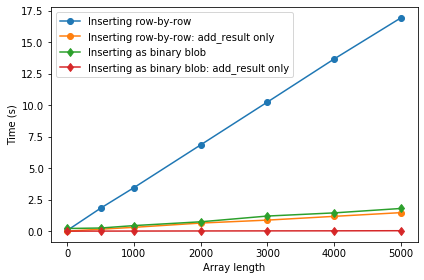 17.5
15.0
12.5
10.0
7.5
5.0
2.5
0.0
Time (s)
Inserting row-by-row
Inserting row-by-row: add_result only
Inserting as binary blob
Inserting as binary blob: add_result only
0 1000 2000 3000 4000 5000
Array length